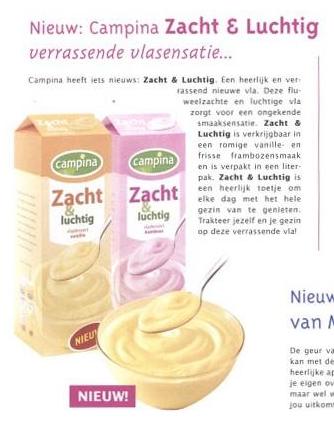 Nieuw: Campina Zacht & Luchtig
verrassende vlasensatie...
Campina heeft iets nieuws: Zacht & Luchtig. Een heerlijk en ver-
rassend nieuwe vla. Deze flu-
weelzachte en luchtige vla
zorgt voor een ongekende
smaaksensatie. Zacht &
Luchtig is verkrijgbaar in
een romige vanille- en
frisse frambozensmaak
en is verpakt in een liter-
pak. Zacht & Luchtig is
een heerlijk toetje om
elke dag met het hele
gezin van te genieten.
Trakteer jezelf en je gezin
op deze verrassende vla!
campina
Zacht
&
luchtig
vanille
NIEUW
campina
Zacht
&
luchtig
NIEUW!
Nieuw
van
De geur va
kan met de
heerlijke ap
je eigen ov
maar wel w
jou uitkom